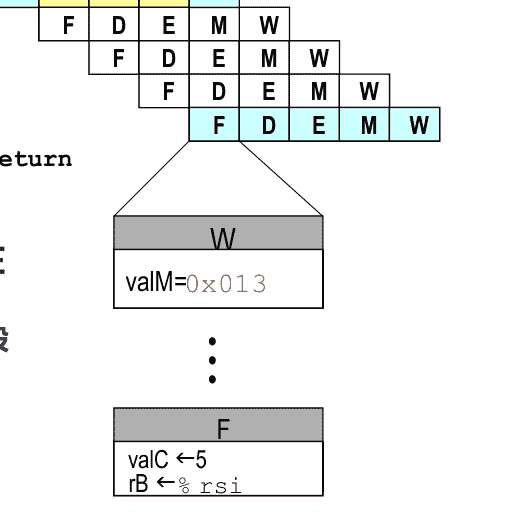 F D E M W
F D E M W
F D E M W
F D E M W
eturn
W
valM=0x013
F
valC ←5
rB ←% rsi